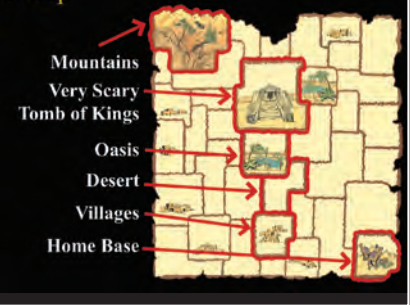 Mountains
Very Scary
Tomb of Kings
Oasis
Desert
Villages
Home Base